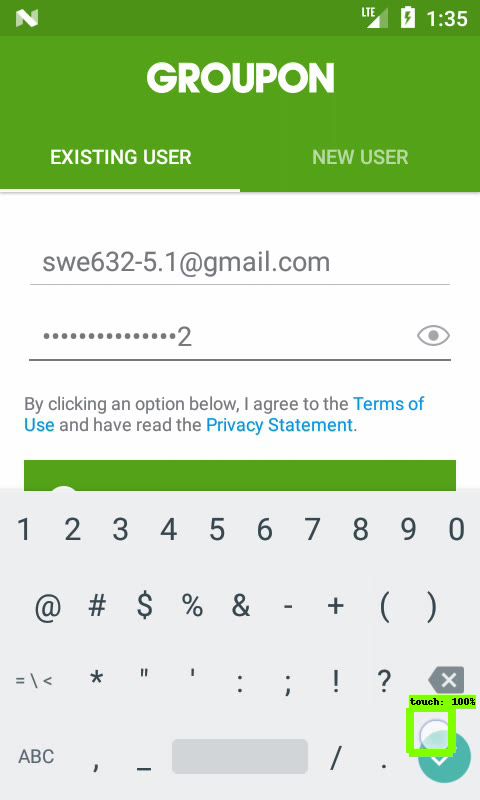 LTE 1:35
GROUPON
EXISTING USER NEW USER
swe632-5.1@gmail.com
•••••••••••••••2
By clicking an option below, I agree to the Terms of
Use and have read the Privacy Statement.
1 2 3 4 5 6 7 8 9 0
@ # $ % & - + ( )
= \ < * " ' : ; ! ?
touch: 100%
ABC , _ / .